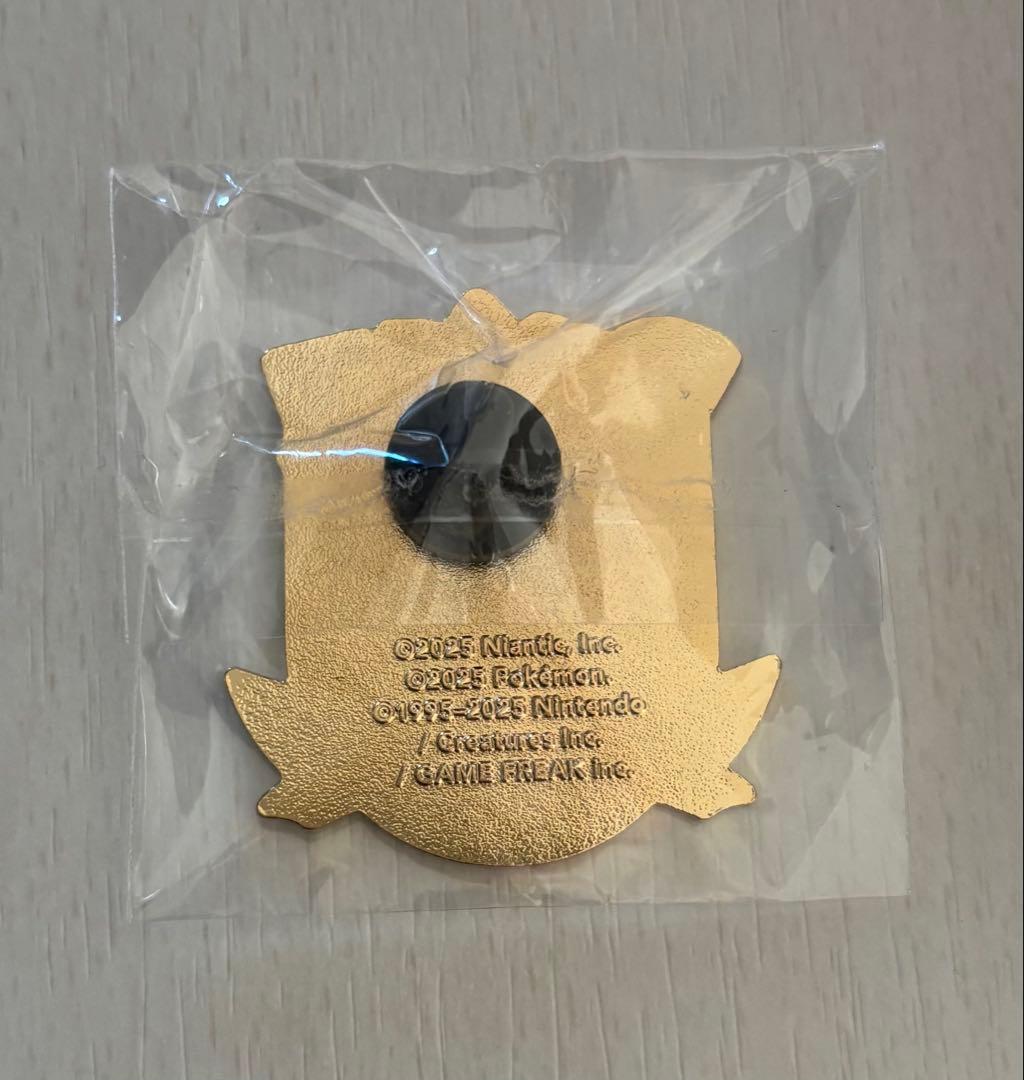 ©2025 Niantic, Inc.
©2025 Pokémon.
©1995–2025 Nintendo
/ Creatures Inc.
/ GAME FREAK Inc.